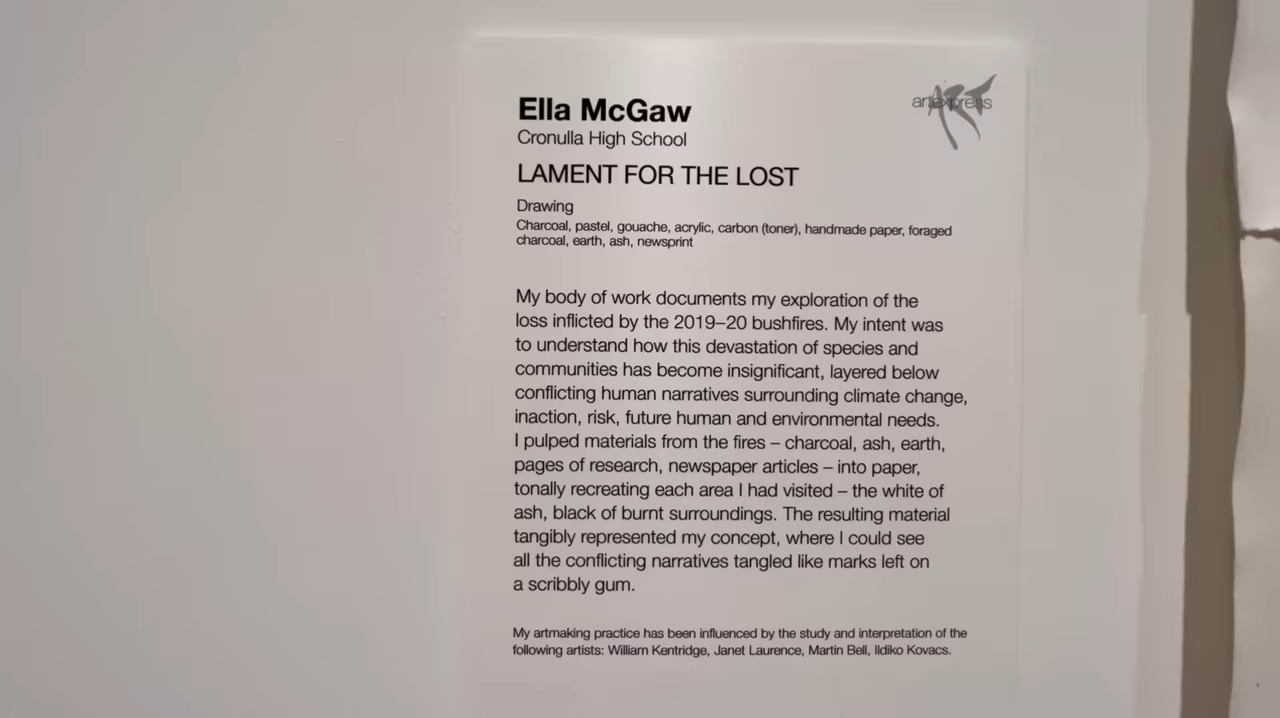 Ella McGaw
artexpress
ART
Cronulla High School
LAMENT FOR THE LOST
Drawing
Charcoal, pastel, gouache, acrylic, carbon (toner), handmade paper, foraged
charcoal, earth, ash, newsprint
My body of work documents my exploration of the
loss inflicted by the 2019–20 bushfires. My intent was
to understand how this devastation of species and
communities has become insignificant, layered below
conflicting human narratives surrounding climate change,
inaction, risk, future human and environmental needs.
I pulped materials from the fires – charcoal, ash, earth,
pages of research, newspaper articles – into paper,
tonally recreating each area I had visited – the white of
ash, black of burnt surroundings. The resulting material
tangibly represented my concept, where I could see
all the conflicting narratives tangled like marks left on
a scribbly gum.
My artmaking practice has been influenced by the study and interpretation of the
following artists: William Kentridge, Janet Laurence, Martin Bell, Ildiko Kovacs.